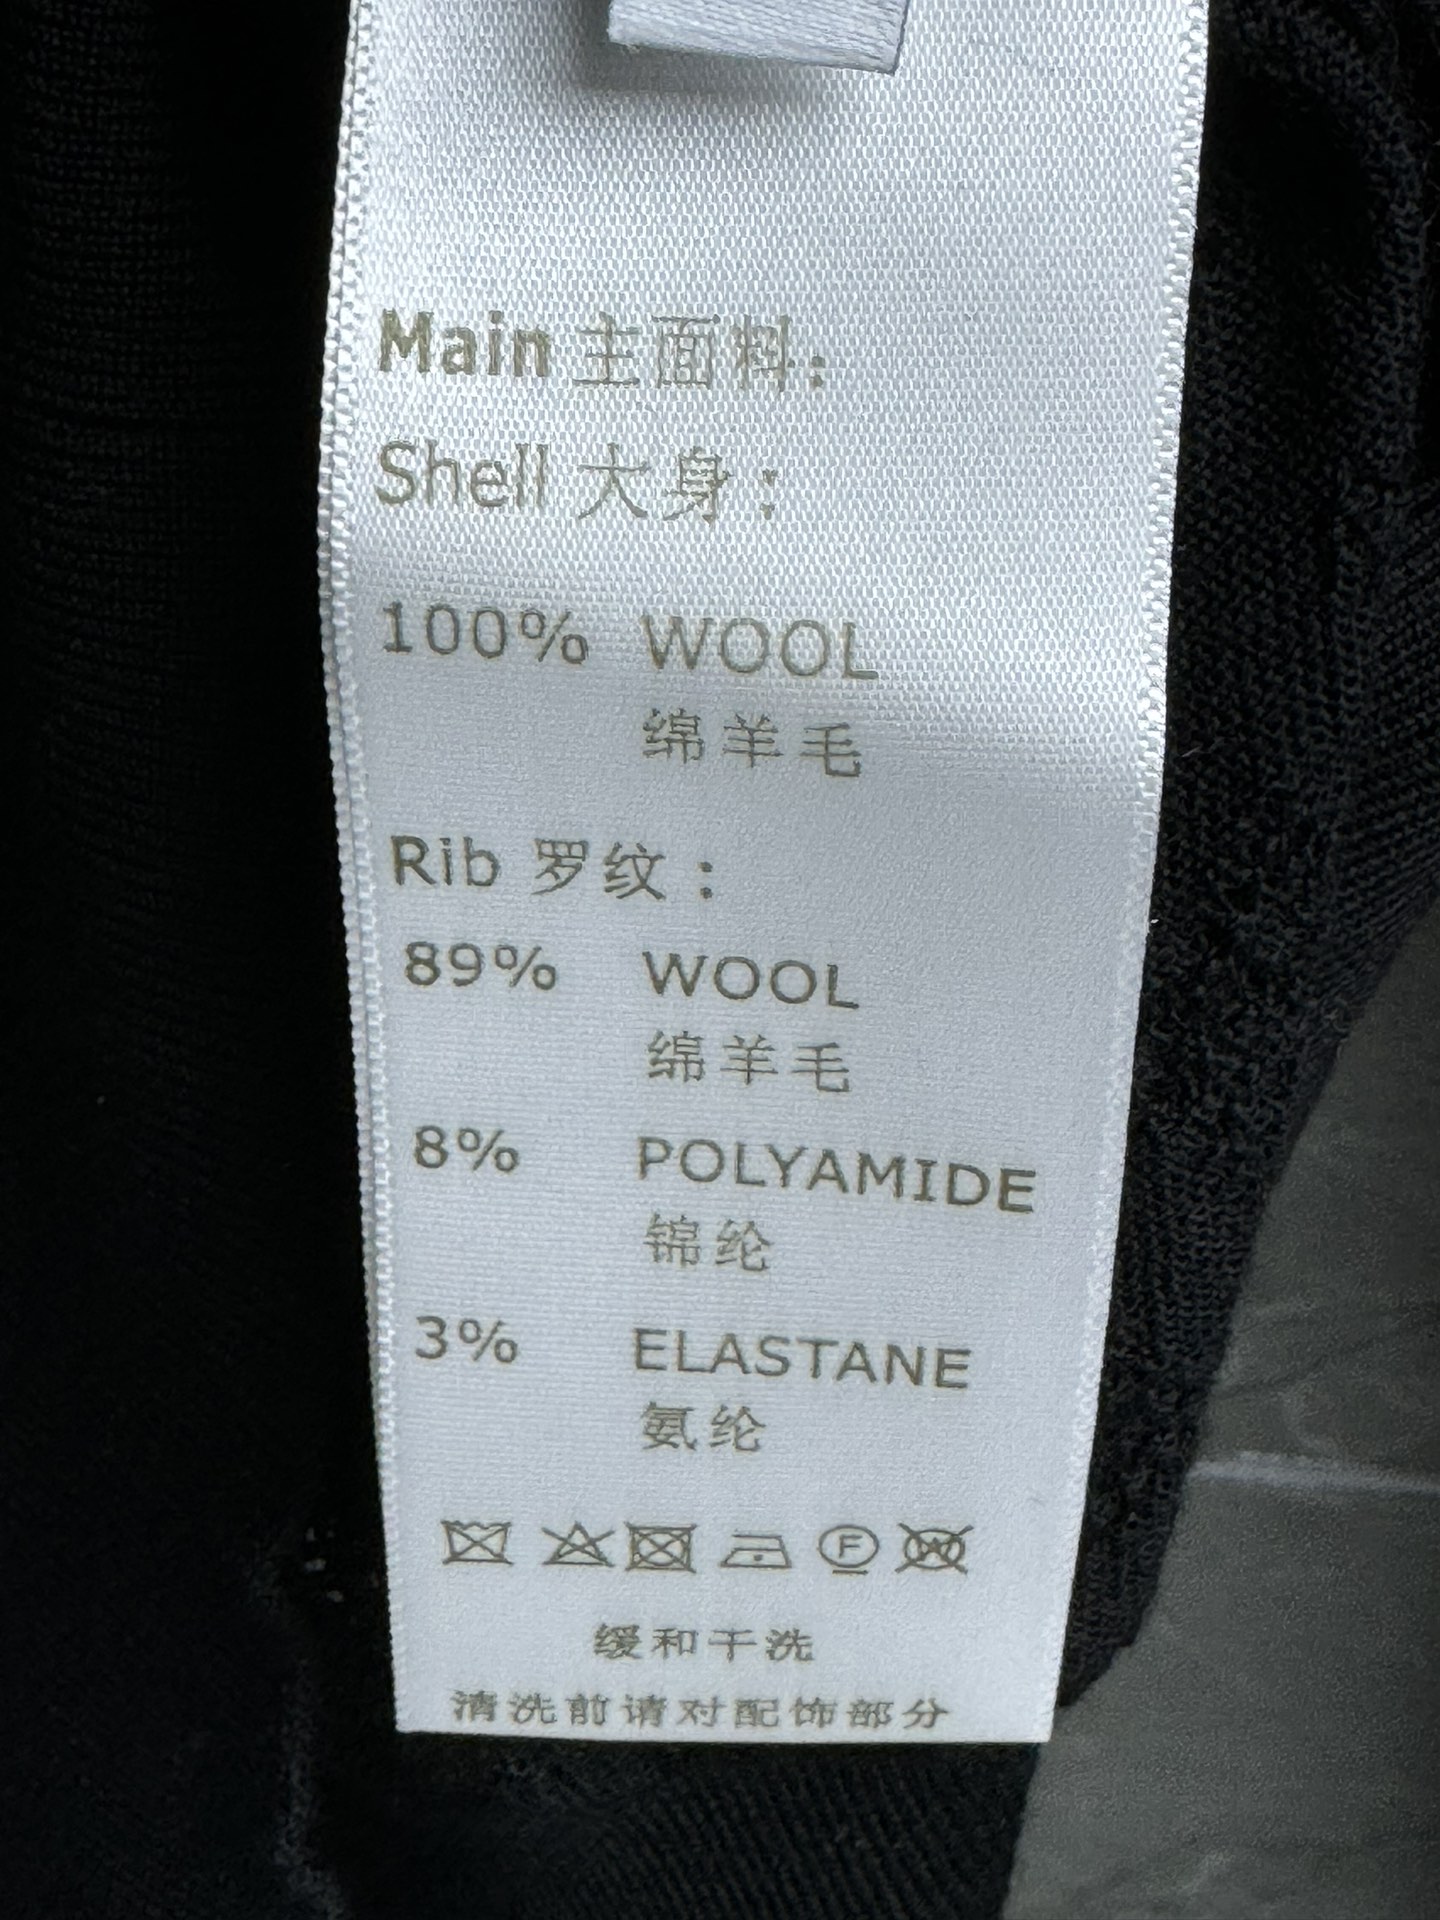 Main 主面料:
Shell 大身:
100% WOOL
绵羊毛
Rib 罗纹:
89% WOOL
绵羊毛
8% POLYAMIDE
锦纶
3% ELASTANE
氨纶
F W
缓和干洗
清洗前请对配饰部分